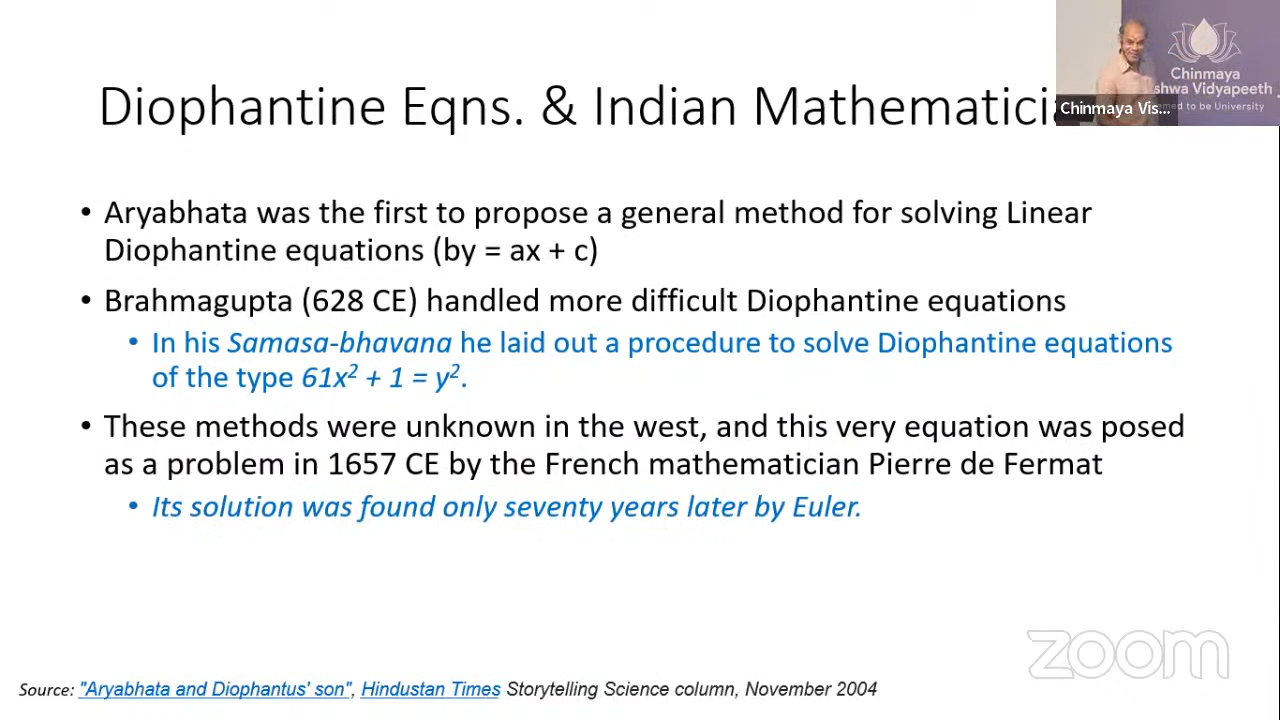 Chinmaya
shwa Vidyapeeth
emed to be University
Chinmaya Vis...
Diophantine Eqns. & Indian Mathematicia
• Aryabhata was the first to propose a general method for solving Linear
Diophantine equations (by = ax + c)
• Brahmagupta (628 CE) handled more difficult Diophantine equations
• In his Samasa-bhavana he laid out a procedure to solve Diophantine equations
of the type 61x² + 1 = y².
• These methods were unknown in the west, and this very equation was posed
as a problem in 1657 CE by the French mathematician Pierre de Fermat
• Its solution was found only seventy years later by Euler.
zoom
Source: "Aryabhata and Diophantus' son", Hindustan Times Storytelling Science column, November 2004